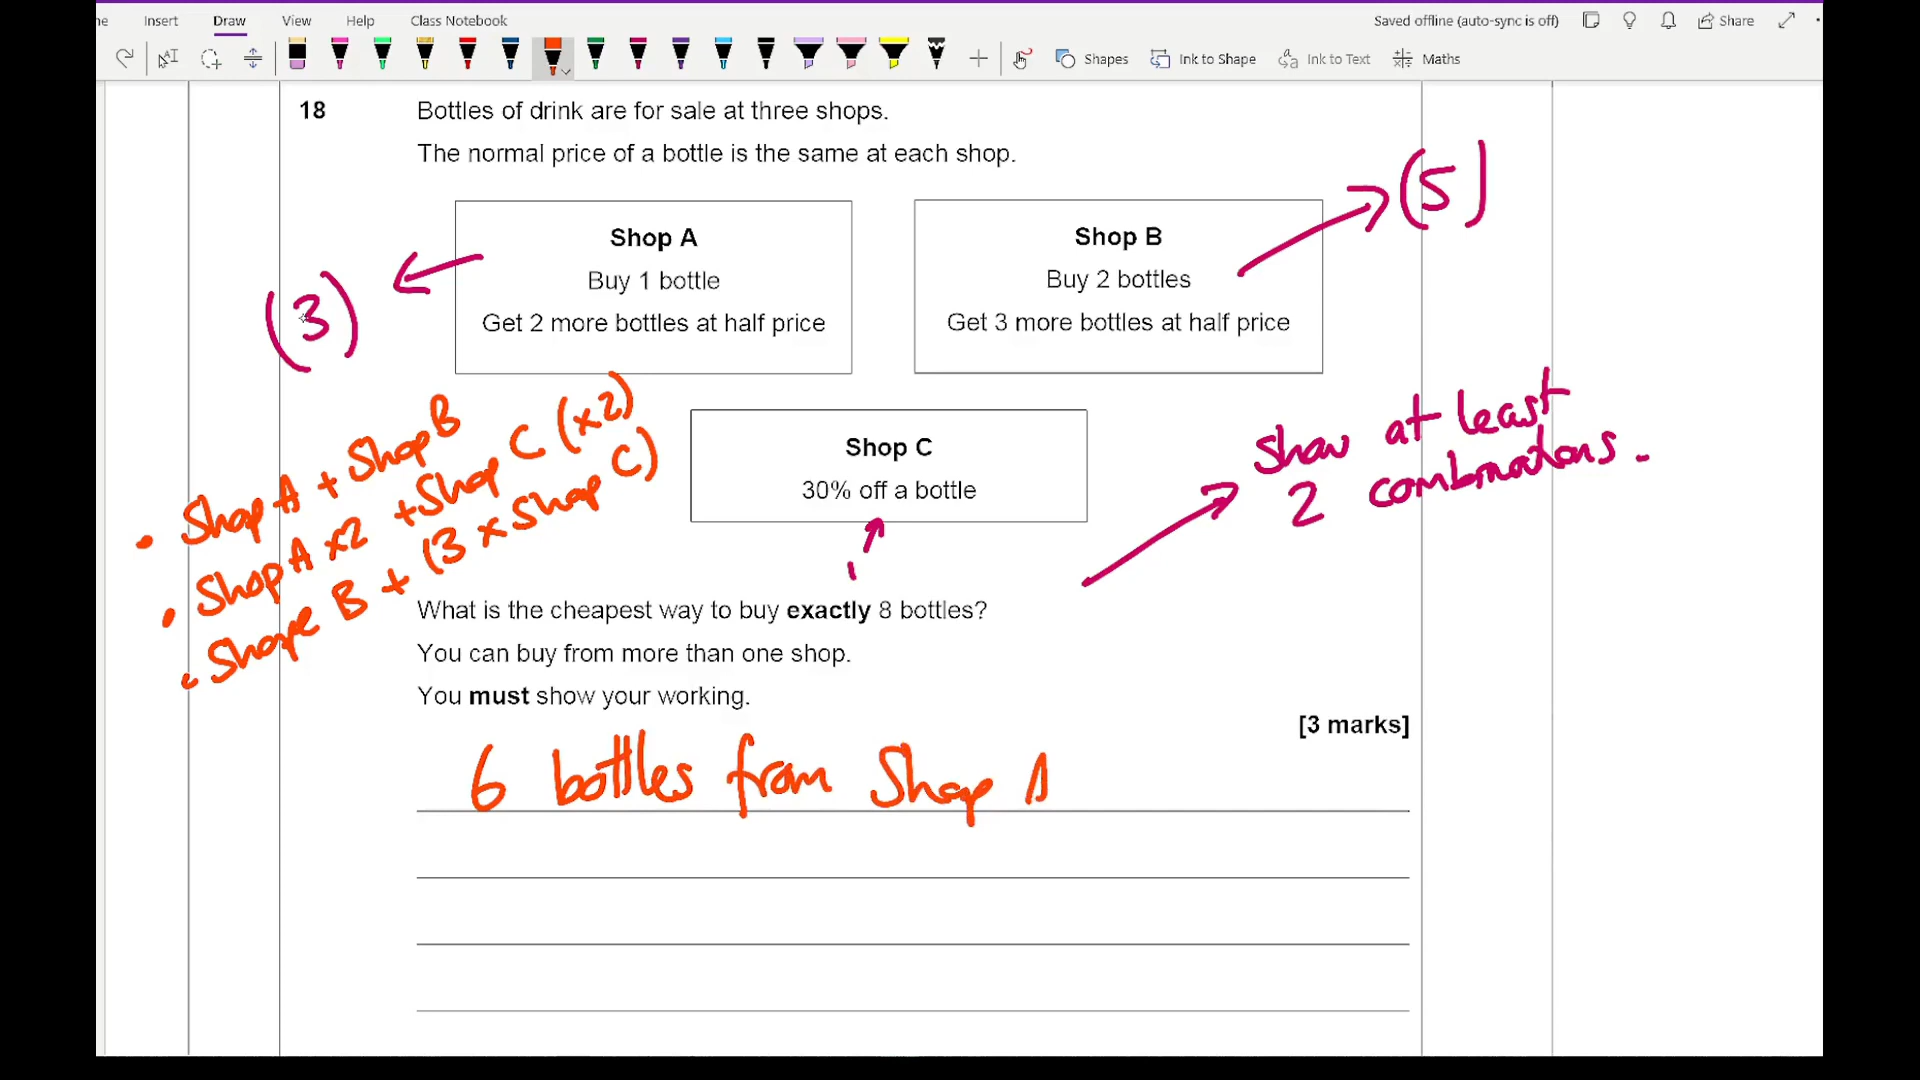 Insert Draw View Help Class Notebook Saved offline (auto-sync is off) Share
Shapes Ink to Shape Ink to Text Maths
18 Bottles of drink are for sale at three shops.
The normal price of a bottle is the same at each shop.
(5)
Shop A
Buy 1 bottle
Get 2 more bottles at half price
Shop B
Buy 2 bottles
Get 3 more bottles at half price
(3)
Shop C
30% off a bottle
• Shop A + Shop B
• Shop A x2 + Shop C (x2)
• Shope B + (3 x Shop C)
Show at least
2 combinations.
What is the cheapest way to buy exactly 8 bottles?
You can buy from more than one shop.
You must show your working.
[3 marks]
6 bottles from Shop A